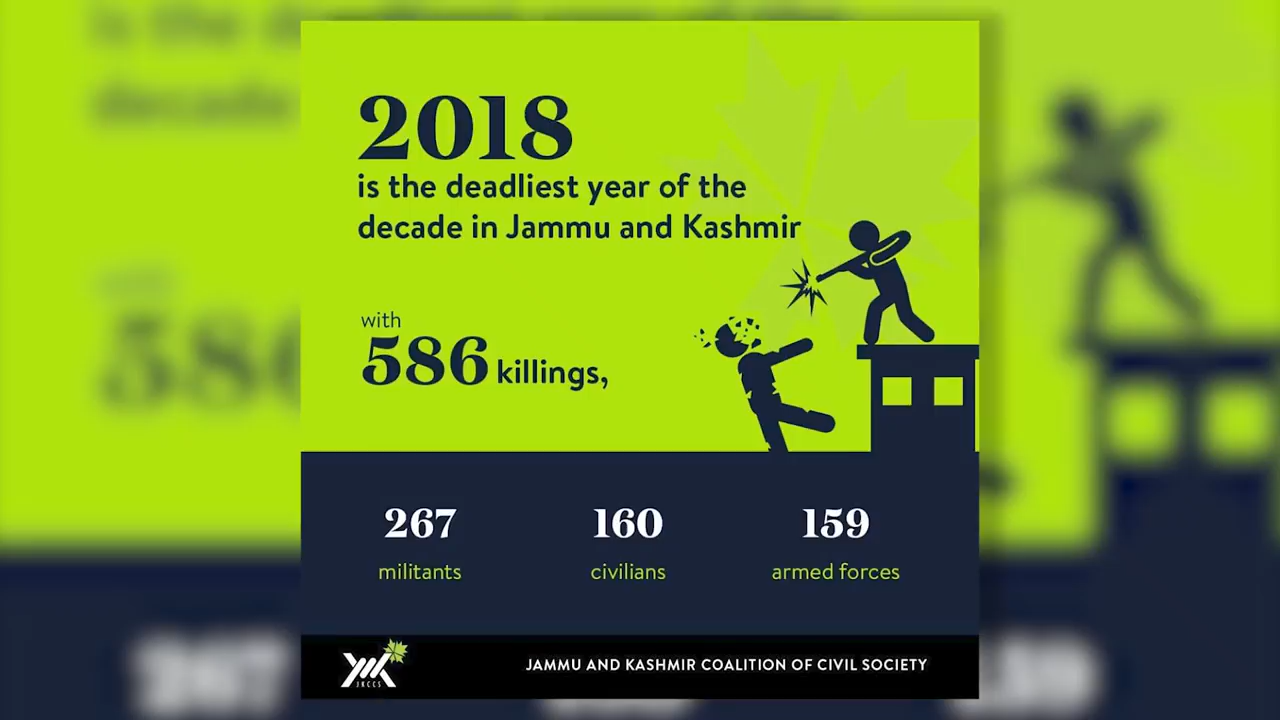 2018
is the deadliest year of the
decade in Jammu and Kashmir
with
586 killings,
267 160 159
militants civilians armed forces
JKCCS
JAMMU AND KASHMIR COALITION OF CIVIL SOCIETY